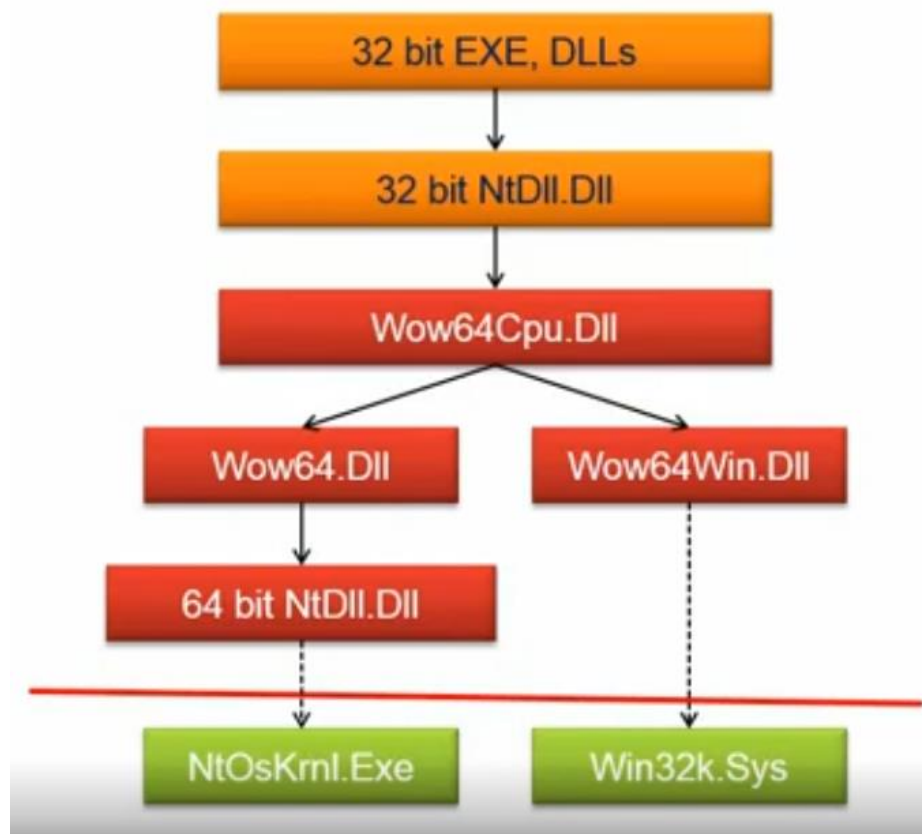 32 bit EXE, DLLs
32 bit NtDll.Dll
Wow64Cpu.Dll
Wow64.Dll
Wow64Win.Dll
64 bit NtDll.Dll
NtOsKrnl.Exe
Win32k.Sys